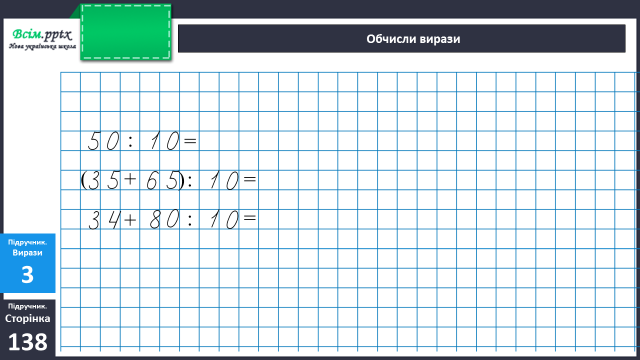 Всім.pptx
Нова українська школа
Обчисли вирази
50 : 10=
(35+ 65): 10=
34+ 80 : 10=
Підручник.
Вирази
3
Підручник.
Сторінка
138